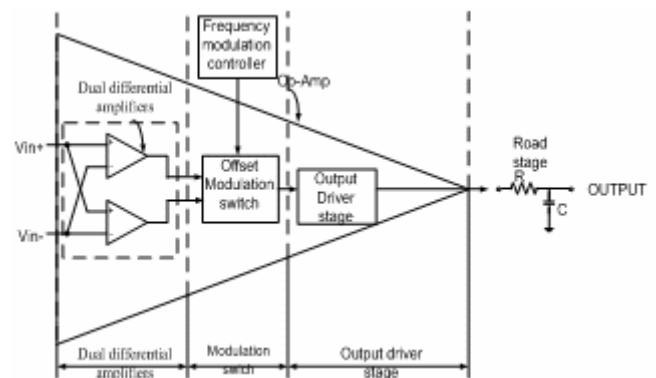 Frequency
modulation
controller
Op-Amp
Dual differential
amplifiers
Vin+
Vin-
Offset
Modulation
switch
Output
Driver
stage
Road
stage
R
C
OUTPUT
Dual differential
amplifiers
Modulation
switch
Output driver
stage